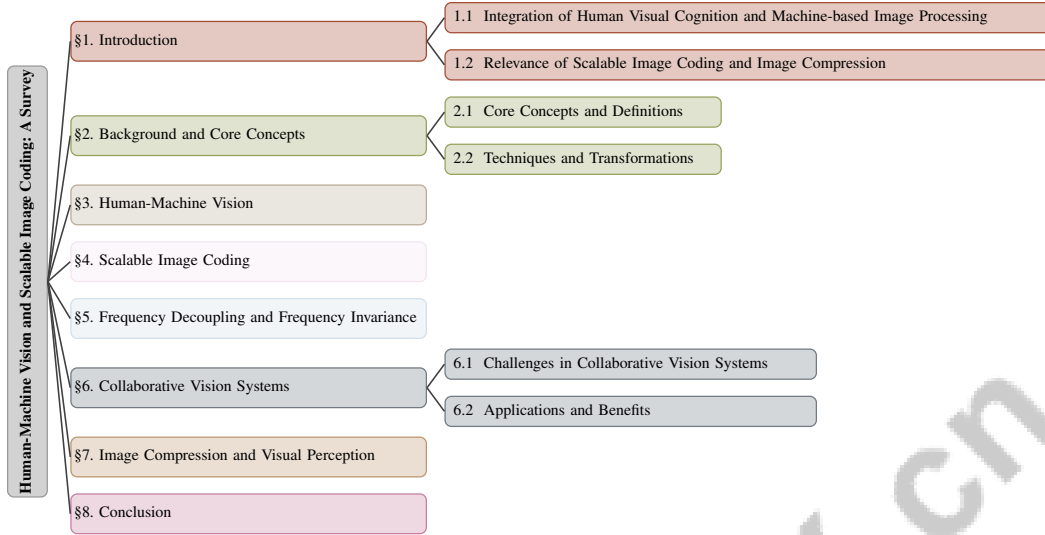 Human-Machine Vision and Scalable Image Coding: A Survey
§1. Introduction
1.1 Integration of Human Visual Cognition and Machine-based Image Processing
1.2 Relevance of Scalable Image Coding and Image Compression
§2. Background and Core Concepts
2.1 Core Concepts and Definitions
2.2 Techniques and Transformations
§3. Human-Machine Vision
§4. Scalable Image Coding
§5. Frequency Decoupling and Frequency Invariance
§6. Collaborative Vision Systems
6.1 Challenges in Collaborative Vision Systems
6.2 Applications and Benefits
§7. Image Compression and Visual Perception
§8. Conclusion
.cn